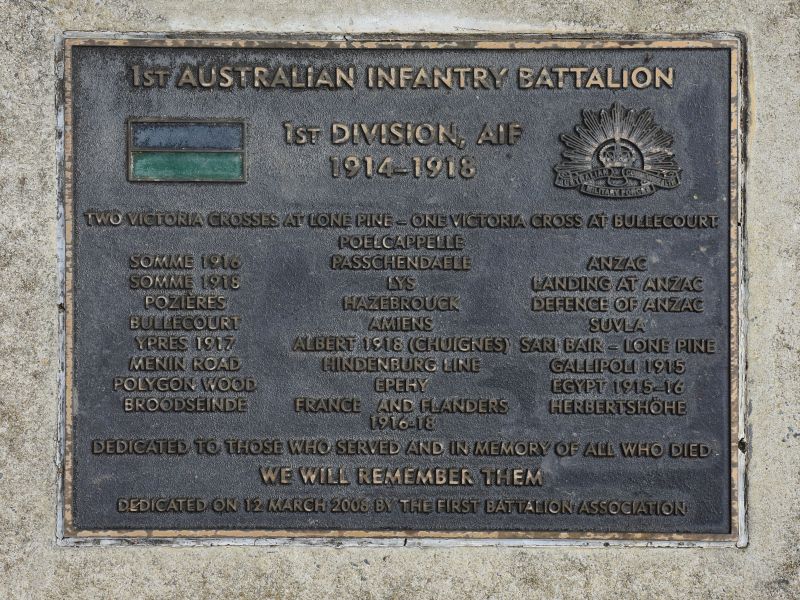 1ST AUSTRALIAN INFANTRY BATTALION
1ST DIVISION, AIF
1914–1918
AUSTRALIAN
MILITARY FORCES
TWO VICTORIA CROSSES AT LONE PINE – ONE VICTORIA CROSS AT BULLECOURT
SOMME 1916
SOMME 1918
POZIÈRES
BULLECOURT
YPRES 1917
MENIN ROAD
POLYGON WOOD
BROODSEINDE
POELCAPPELLE
PASSCHENDAELE
LYS
HAZEBROUCK
AMIENS
ALBERT 1918 (CHUIGNES)
HINDENBURG LINE
EPEHY
FRANCE AND FLANDERS
1916-18
ANZAC
LANDING AT ANZAC
DEFENCE OF ANZAC
SUVLA
SARI BAIR – LONE PINE
GALLIPOLI 1915
EGYPT 1915–16
HERBERTSHÖHE
DEDICATED TO THOSE WHO SERVED AND IN MEMORY OF ALL WHO DIED
WE WILL REMEMBER THEM
DEDICATED ON 12 MARCH 2008 BY THE FIRST BATTALION ASSOCIATION